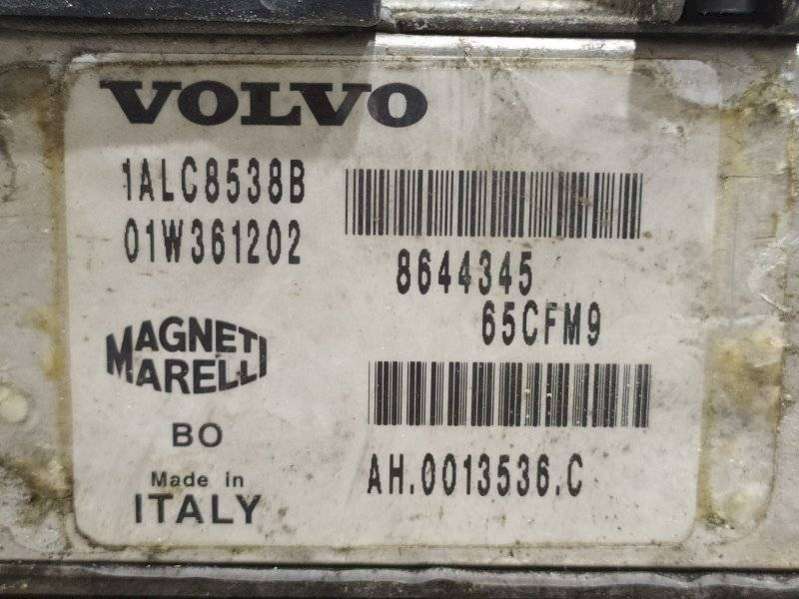 VOLVO
1ALC8538B
01W361202
8644345
65CFM9
MAGNETI
MARELLI
BO
AH.0013536.C
Made in
ITALY